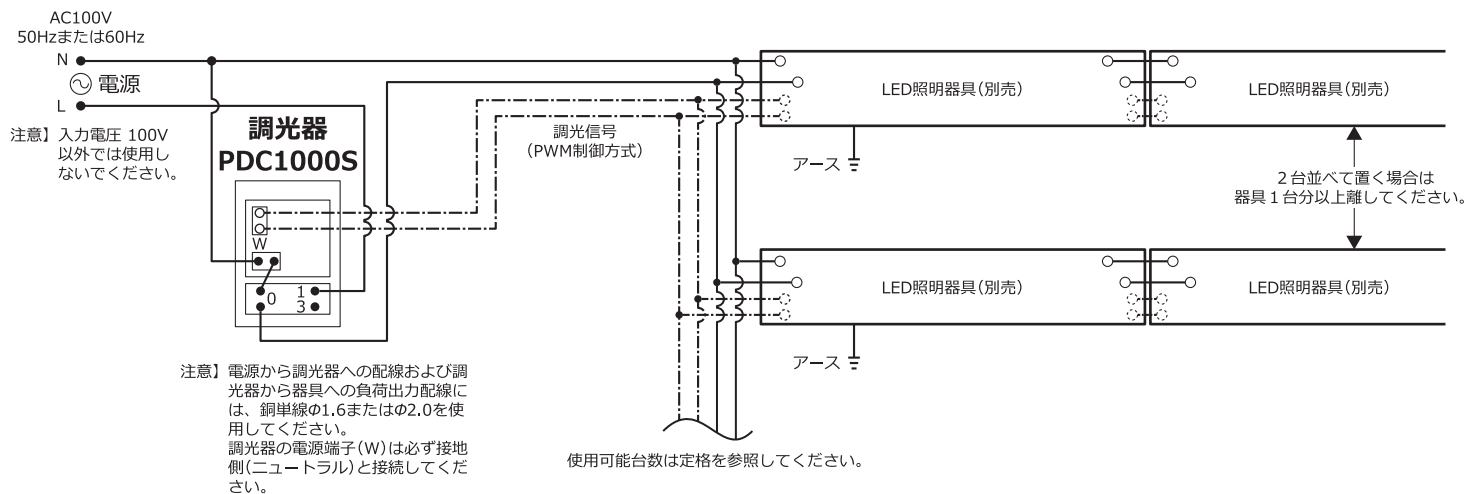 AC100V
50Hzまたは60Hz
N
電源
L
注意】入力電圧 100V
以外では使用し
ないでください。
調光器
PDC1000S
W
0
1
3
調光信号
(PWM制御方式)
LED照明器具(別売)
LED照明器具(別売)
アース
2台並べて置く場合は
器具1台分以上離してください。
LED照明器具(別売)
LED照明器具(別売)
アース
注意】電源から調光器への配線および調
光器から器具への負荷出力配線に
は、銅単線Φ1.6またはΦ2.0を使
用してください。
調光器の電源端子(W)は必ず接地
側(ニュートラル)と接続してくだ
さい。
使用可能台数は定格を参照してください。